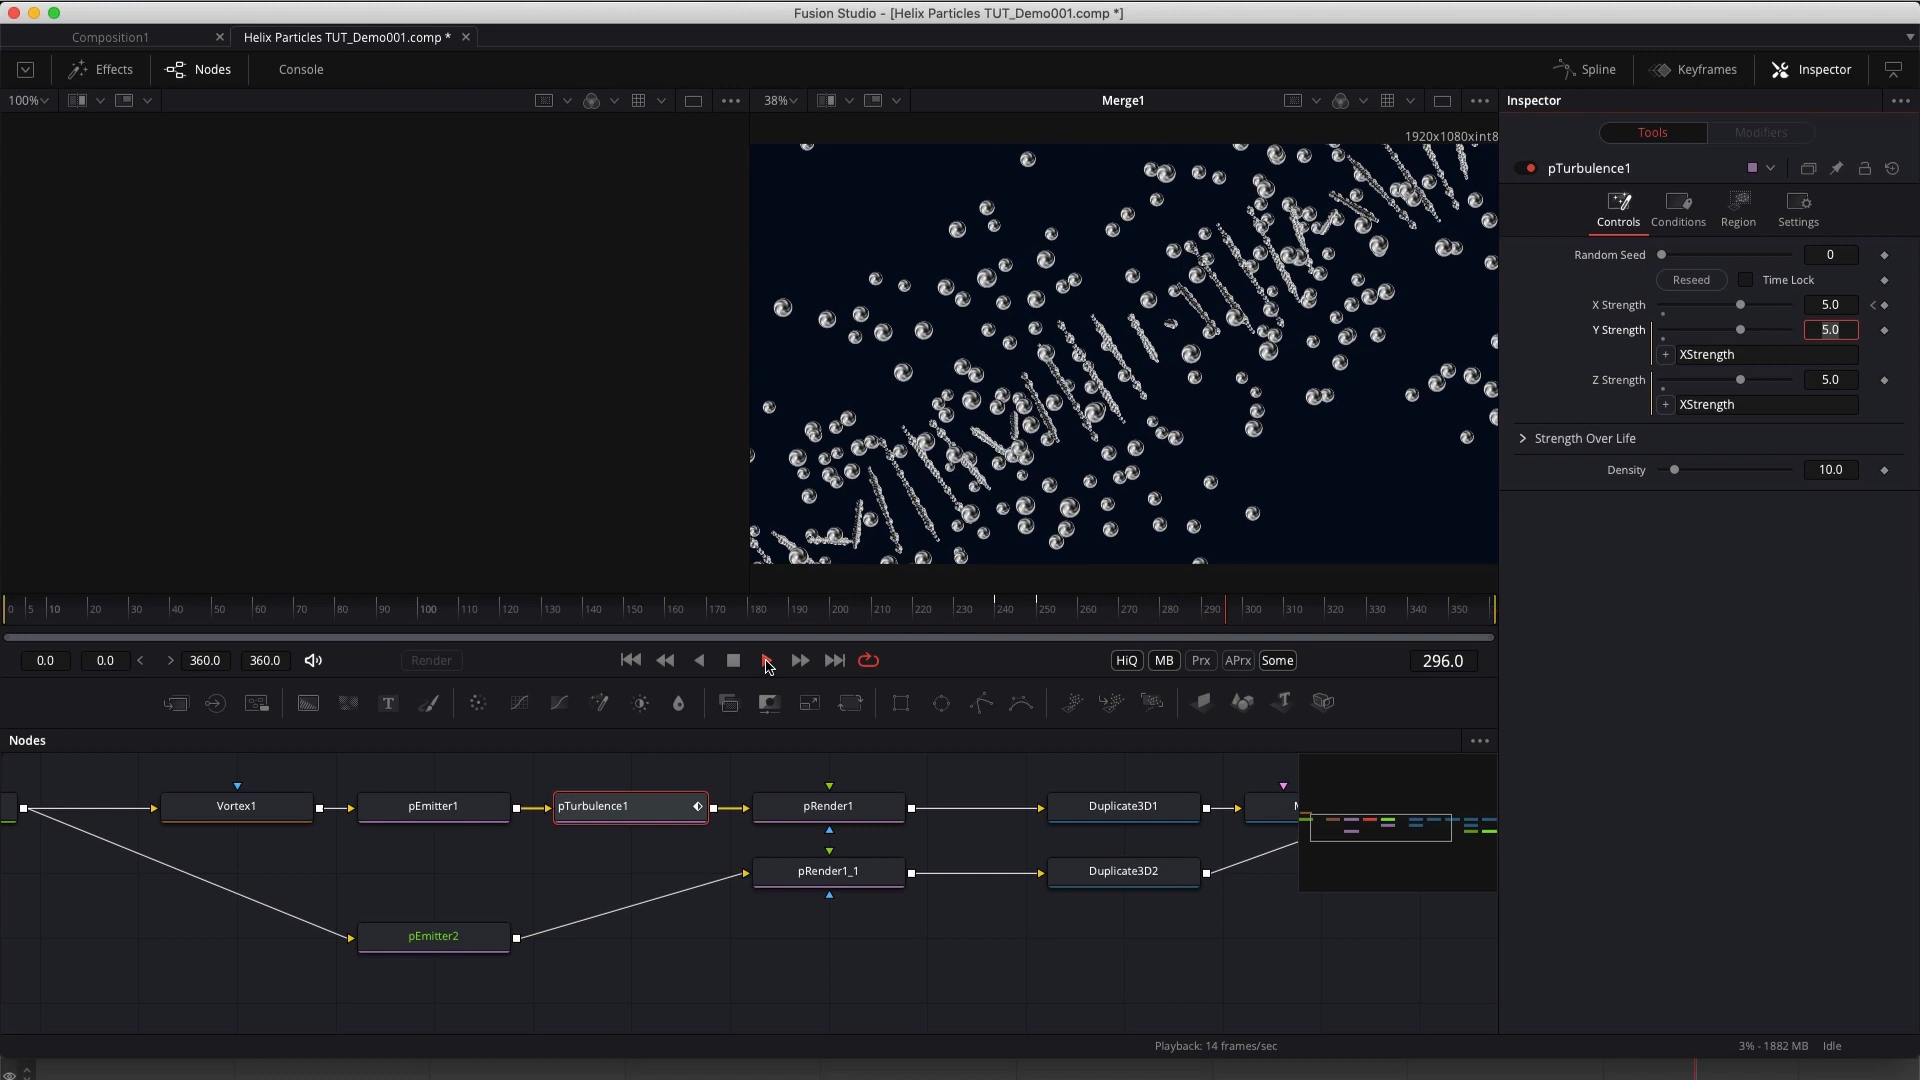 Fusion Studio - [Helix Particles TUT_Demo001.comp *]
Composition1
Helix Particles TUT_Demo001.comp *
Effects
Nodes
Console
Spline
Keyframes
Inspector
100%
38%
Merge1
Inspector
1920x1080xint8
Tools
Modifiers
pTurbulence1
Controls
Conditions
Region
Settings
Random Seed 0
Reseed
Time Lock
X Strength 5.0
Y Strength 5.0
XStrength
Z Strength 5.0
XStrength
Strength Over Life
Density 10.0
0 5 10 20 30 40 50 60 70 80 90 100 110 120 130 140 150 160 170 180 190 200 210 220 230 240 250 260 270 280 290 300 310 320 330 340 350
0.0 0.0 < > 360.0 360.0
Render
HiQ MB Prx APrx Some
296.0
T
T
Nodes
Vortex1
pEmitter1
pTurbulence1
pRender1
Duplicate3D1
pRender1_1
Duplicate3D2
pEmitter2
Playback: 14 frames/sec
3% - 1882 MB
Idle